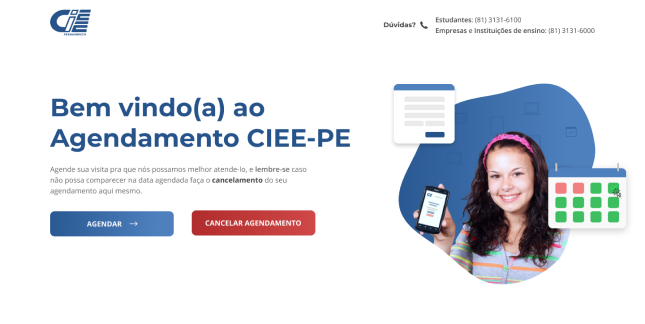 CIEE
PERNAMBUCO
Dúvidas?
Estudantes: (81) 3131-6100
Empresas e Instituições de ensino: (81) 3131-6000
Bem vindo(a) ao
Agendamento CIEE-PE
Agende sua visita pra que nós possamos melhor atende-lo, e lembre-se caso
não possa comparecer na data agendada faça o cancelamento do seu
agendamento aqui mesmo.
AGENDAR →
CANCELAR AGENDAMENTO